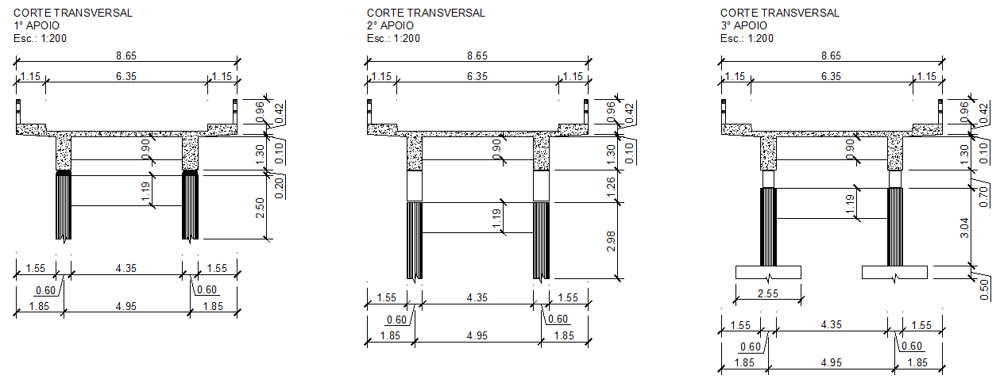 CORTE TRANSVERSAL
1° APOIO
Esc.: 1:200
8.65
1.15 6.35 1.15
0.96
0.42
0.90
1.30
0.10
0.20
1.19
2.50
1.55 4.35 1.55
0.60 0.60
1.85 4.95 1.85
CORTE TRANSVERSAL
2° APOIO
Esc.: 1:200
8.65
1.15 6.35 1.15
0.96
0.42
0.90
1.30
0.10
1.26
1.19
2.98
1.55 4.35 1.55
0.60 0.60
1.85 4.95 1.85
CORTE TRANSVERSAL
3° APOIO
Esc.: 1:200
8.65
1.15 6.35 1.15
0.96
0.42
0.90
1.30
0.10
0.70
1.19
3.04
0.50
2.55
1.55 4.35 1.55
0.60 0.60
1.85 4.95 1.85